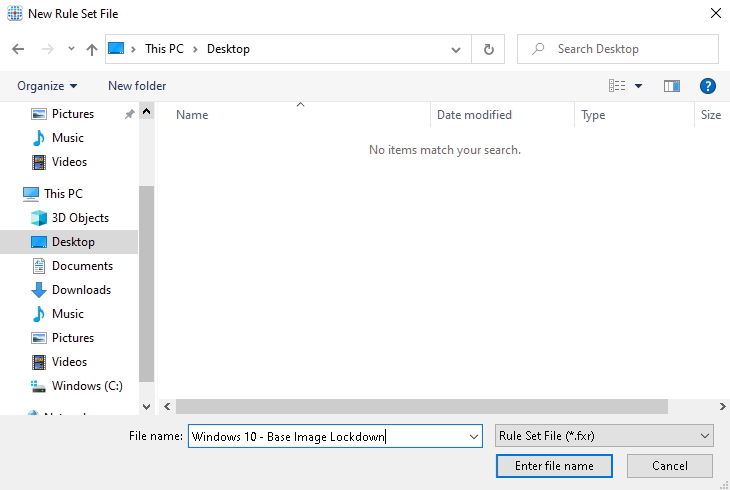 New Rule Set File
This PC > Desktop
Search Desktop
Organize
New folder
Name
Date modified
Type
Size
No items match your search.
Pictures
Music
Videos
This PC
3D Objects
Desktop
Documents
Downloads
Music
Pictures
Videos
Windows (C:)
File name: Windows 10 - Base Image Lockdown
Rule Set File (*.fxr)
Enter file name
Cancel